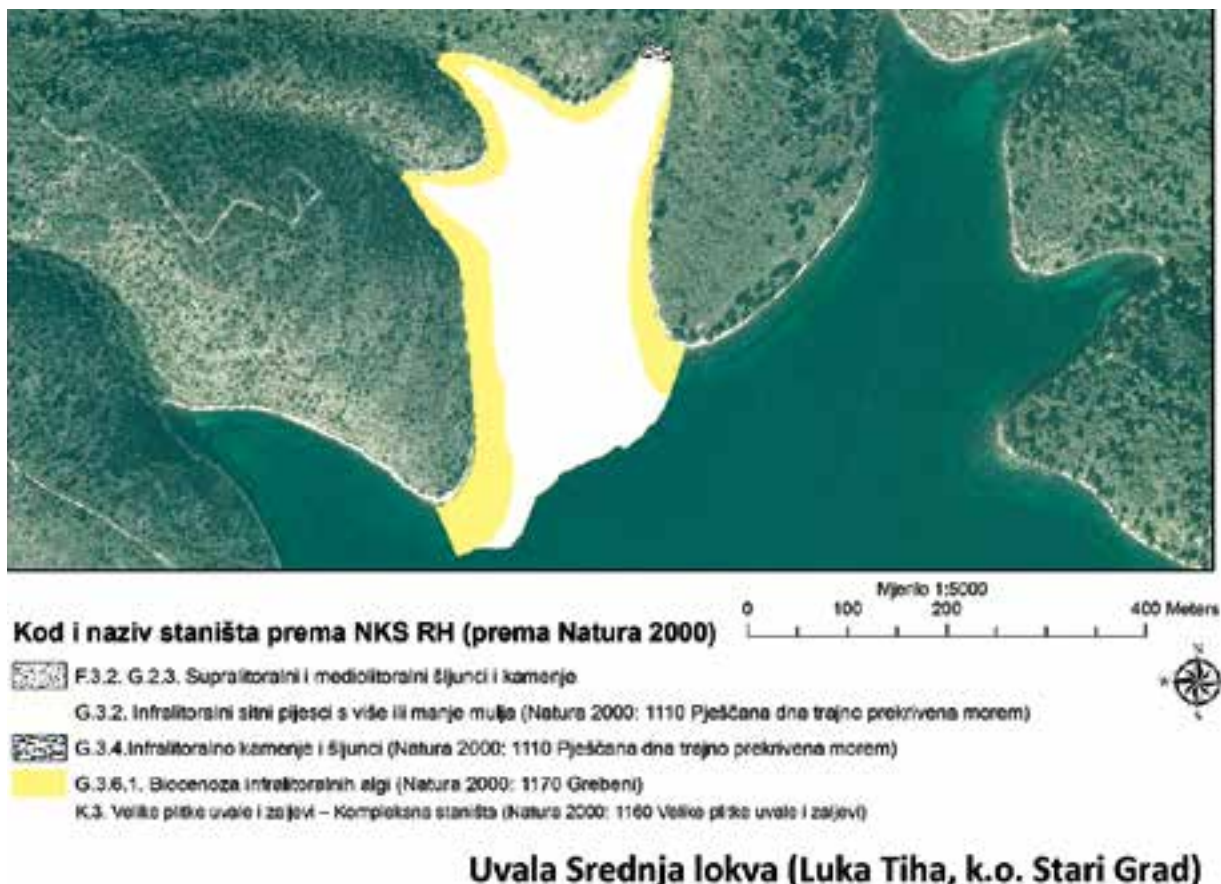 Mjerilo 1:5000
0 100 200 400 Meters
Kod i naziv staništa prema NKS RH (prema Natura 2000)
F.3.2. G.2.3. Supralitoralni i mediolitoralni šljunci i kamenje
G.3.2. Infralitoralni sitni pijesci s više ili manje mulja (Natura 2000: 1110 Pješčana dna trajno prekrivena morem)
G.3.4.Infralitoralno kamenje i šljunci (Natura 2000: 1110 Pješčana dna trajno prekrivena morem)
G.3.6.1. Biocenoza infralitoralnih algi (Natura 2000: 1170 Grebeni)
K.3. Velike plitke uvale i zaljevi – Kompleksna staništa (Natura 2000: 1160 Velike plitke uvale i zaljevi)
Uvala Srednja lokva (Luka Tiha, k.o. Stari Grad)